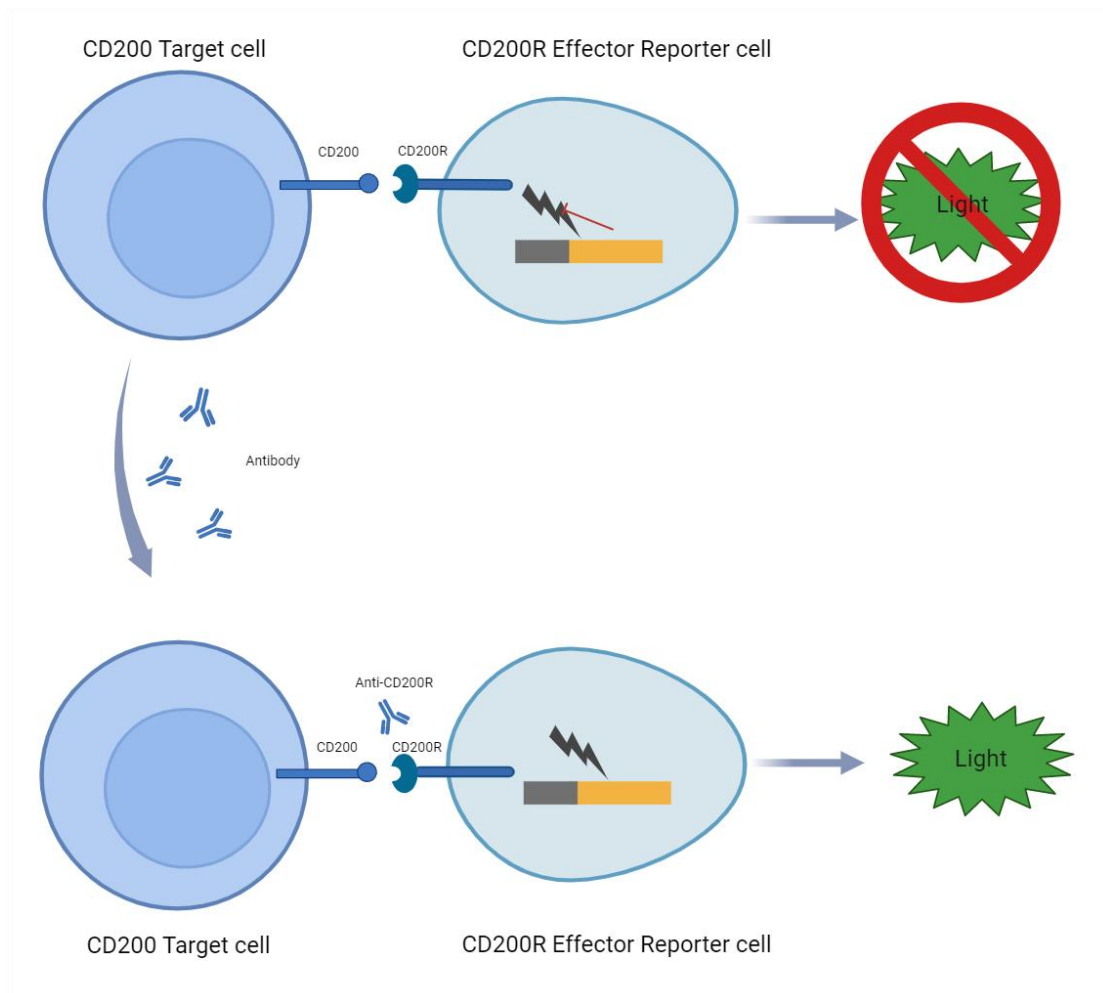 CD200 Target cell
CD200R Effector Reporter cell
CD200
CD200R
Light
Antibody
Anti-CD200R
CD200
CD200R
Light
CD200 Target cell
CD200R Effector Reporter cell